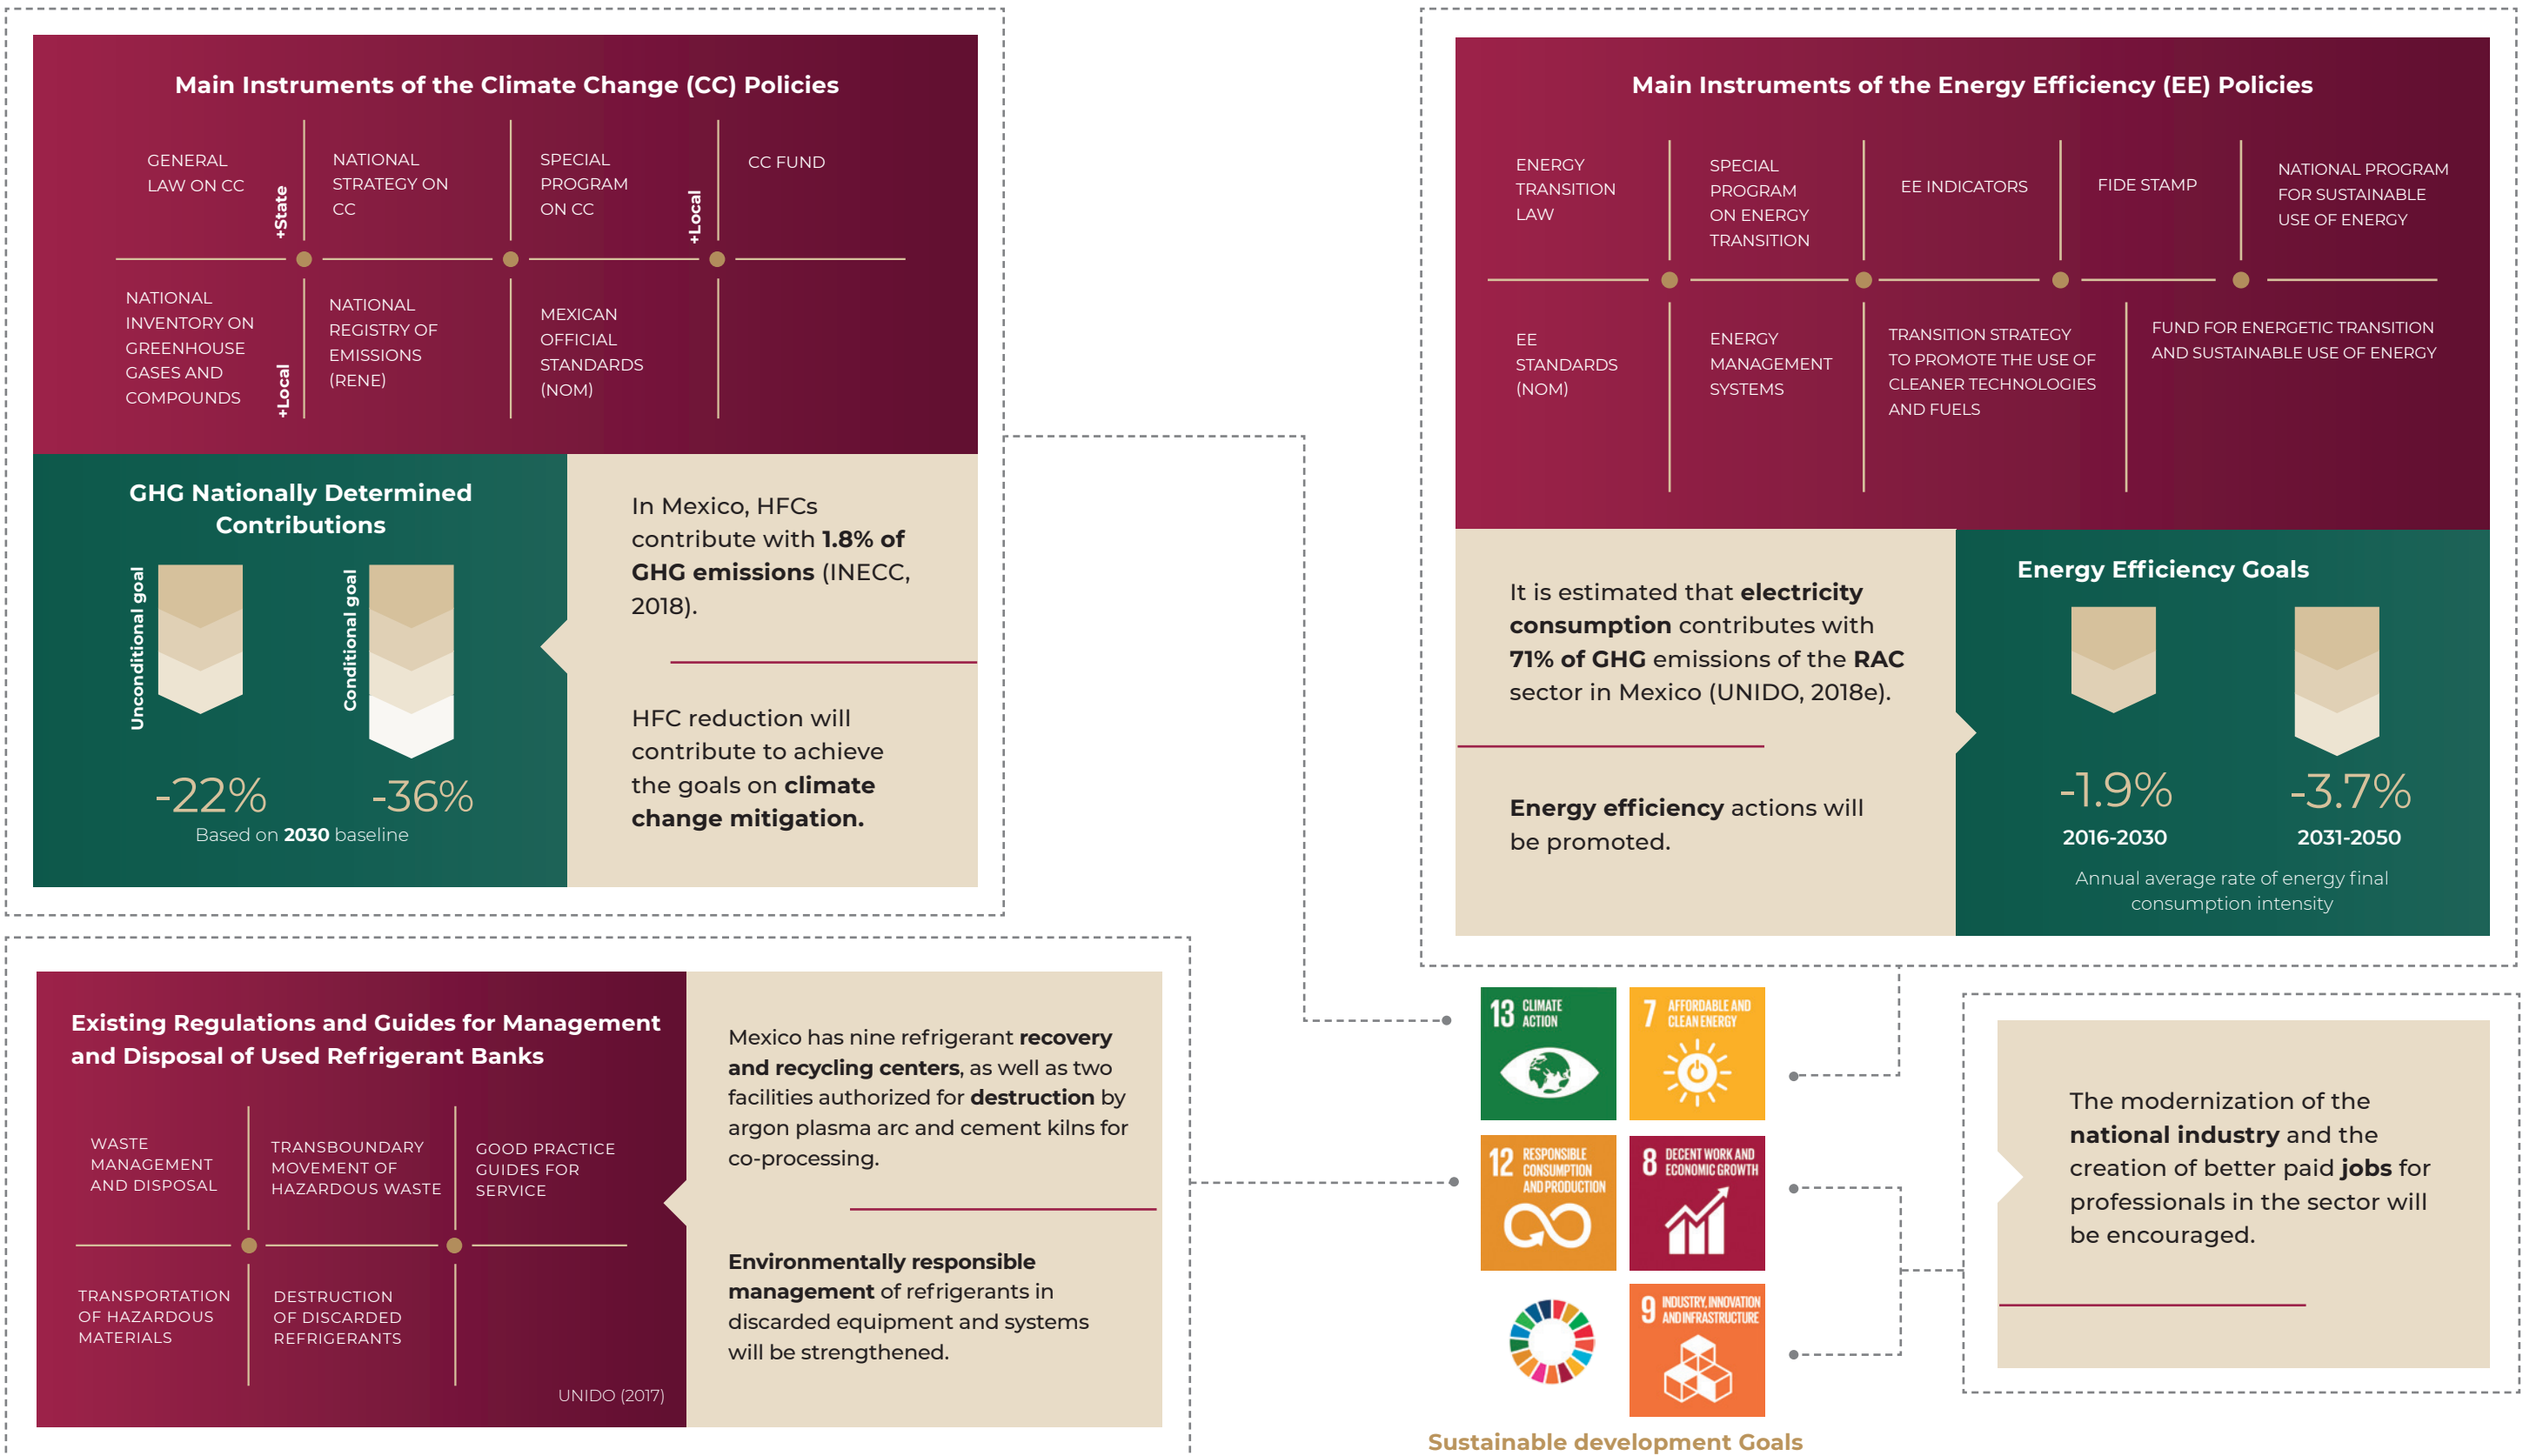 Main Instruments of the Climate Change (CC) Policies
GENERAL
LAW ON CC
+State
NATIONAL
STRATEGY ON
CC
SPECIAL
PROGRAM
ON CC
+Local
CC FUND
NATIONAL
INVENTORY ON
GREENHOUSE
GASES AND
COMPOUNDS
+Local
NATIONAL
REGISTRY OF
EMISSIONS
(RENE)
MEXICAN
OFFICIAL
STANDARDS
(NOM)
GHG Nationally Determined
Contributions
Unconditional goal
Conditional goal
-22%
-36%
Based on 2030 baseline
In Mexico, HFCs
contribute with 1.8% of
GHG emissions (INECC,
2018).
HFC reduction will
contribute to achieve
the goals on climate
change mitigation.
Main Instruments of the Energy Efficiency (EE) Policies
ENERGY
TRANSITION
LAW
SPECIAL
PROGRAM
ON ENERGY
TRANSITION
EE INDICATORS
FIDE STAMP
NATIONAL PROGRAM
FOR SUSTAINABLE
USE OF ENERGY
EE
STANDARDS
(NOM)
ENERGY
MANAGEMENT
SYSTEMS
TRANSITION STRATEGY
TO PROMOTE THE USE OF
CLEANER TECHNOLOGIES
AND FUELS
FUND FOR ENERGETIC TRANSITION
AND SUSTAINABLE USE OF ENERGY
It is estimated that electricity
consumption contributes with
71% of GHG emissions of the RAC
sector in Mexico (UNIDO, 2018e).
Energy efficiency actions will
be promoted.
Energy Efficiency Goals
-1.9%
2016-2030
-3.7%
2031-2050
Annual average rate of energy final
consumption intensity
Existing Regulations and Guides for Management
and Disposal of Used Refrigerant Banks
WASTE
MANAGEMENT
AND DISPOSAL
TRANSBOUNDARY
MOVEMENT OF
HAZARDOUS WASTE
GOOD PRACTICE
GUIDES FOR
SERVICE
TRANSPORTATION
OF HAZARDOUS
MATERIALS
DESTRUCTION
OF DISCARDED
REFRIGERANTS
UNIDO (2017)
Mexico has nine refrigerant recovery
and recycling centers, as well as two
facilities authorized for destruction by
argon plasma arc and cement kilns for
co-processing.
Environmentally responsible
management of refrigerants in
discarded equipment and systems
will be strengthened.
13 CLIMATE
ACTION
7 AFFORDABLE AND
CLEAN ENERGY
12 RESPONSIBLE
CONSUMPTION
AND PRODUCTION
8 DECENT WORK AND
ECONOMIC GROWTH
9 INDUSTRY, INNOVATION
AND INFRASTRUCTURE
Sustainable development Goals
The modernization of the
national industry and the
creation of better paid jobs for
professionals in the sector will
be encouraged.